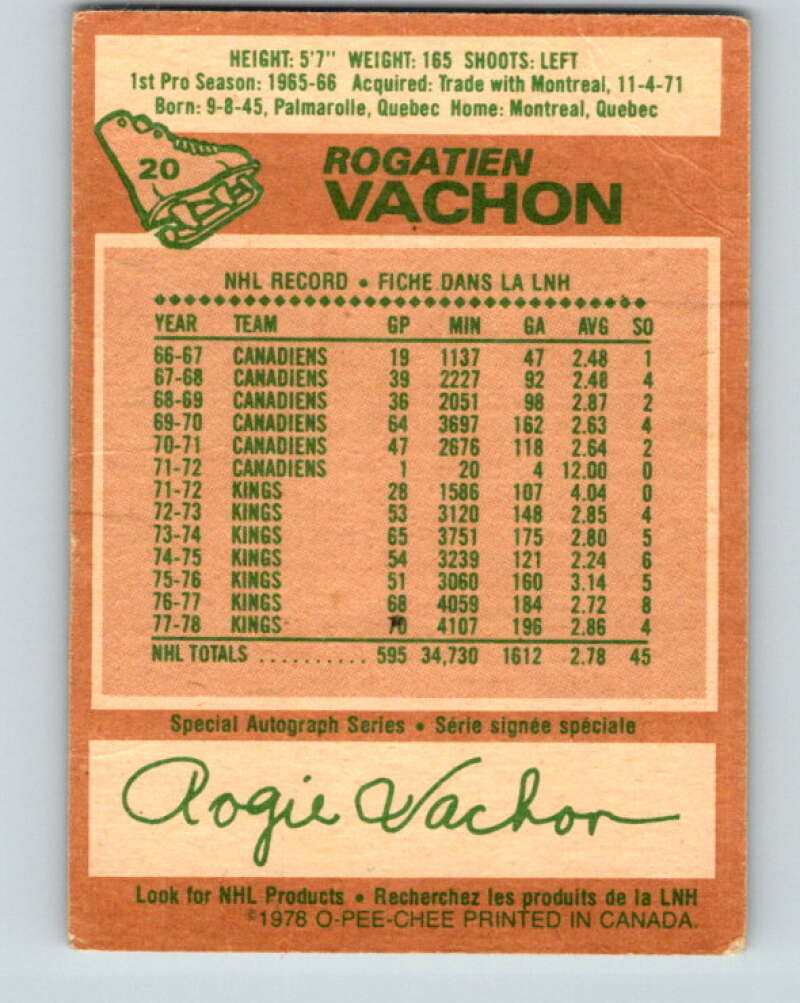 HEIGHT: 5'7" WEIGHT: 165 SHOOTS: LEFT
1st Pro Season: 1965-66 Acquired: Trade with Montreal, 11-4-71
Born: 9-8-45, Palmarolle, Quebec Home: Montreal, Quebec
20
ROGATIEN
VACHON
NHL RECORD • FICHE DANS LA LNH
YEAR TEAM GP MIN GA AVG SO
66-67 CANADIENS 19 1137 47 2.48 1
67-68 CANADIENS 39 2227 92 2.48 4
68-69 CANADIENS 36 2051 98 2.87 2
69-70 CANADIENS 64 3697 162 2.63 4
70-71 CANADIENS 47 2676 118 2.64 2
71-72 CANADIENS 1 20 4 12.00 0
71-72 KINGS 28 1586 107 4.04 0
72-73 KINGS 53 3120 148 2.85 4
73-74 KINGS 65 3751 175 2.80 5
74-75 KINGS 54 3239 121 2.24 6
75-76 KINGS 51 3060 160 3.14 5
76-77 KINGS 68 4059 184 2.72 8
77-78 KINGS 70 4107 196 2.86 4
NHL TOTALS .......... 595 34,730 1612 2.78 45
Special Autograph Series • Série signée spéciale
Rogie Vachon
Look for NHL Products • Recherchez les produits de la LNH
©1978 O-PEE-CHEE PRINTED IN CANADA.